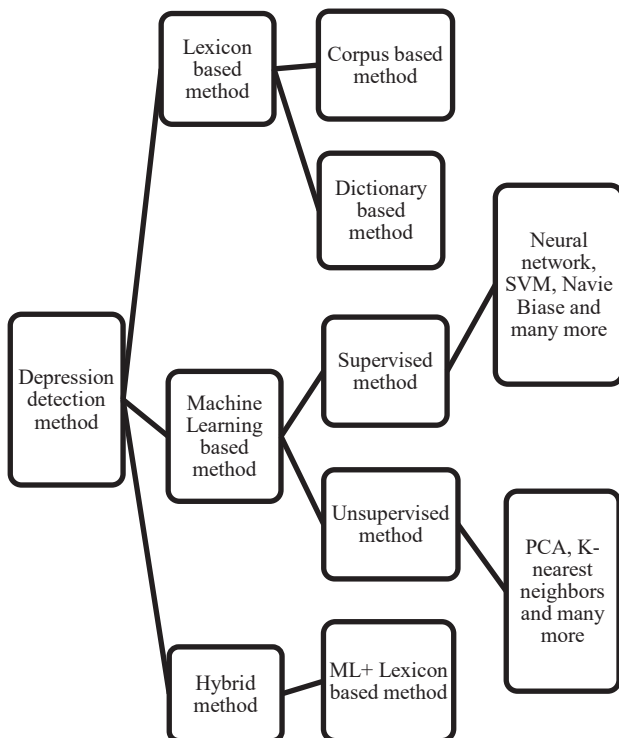 Lexicon
based
method
Corpus based
method
Dictionary
based
method
Neural
network,
SVM, Navie
Biase and
many more
Depression
detection
method
Machine
Learning
based
method
Supervised
method
Unsupervised
method
PCA, K-
nearest
neighbors
and many
more
Hybrid
method
ML+ Lexicon
based method